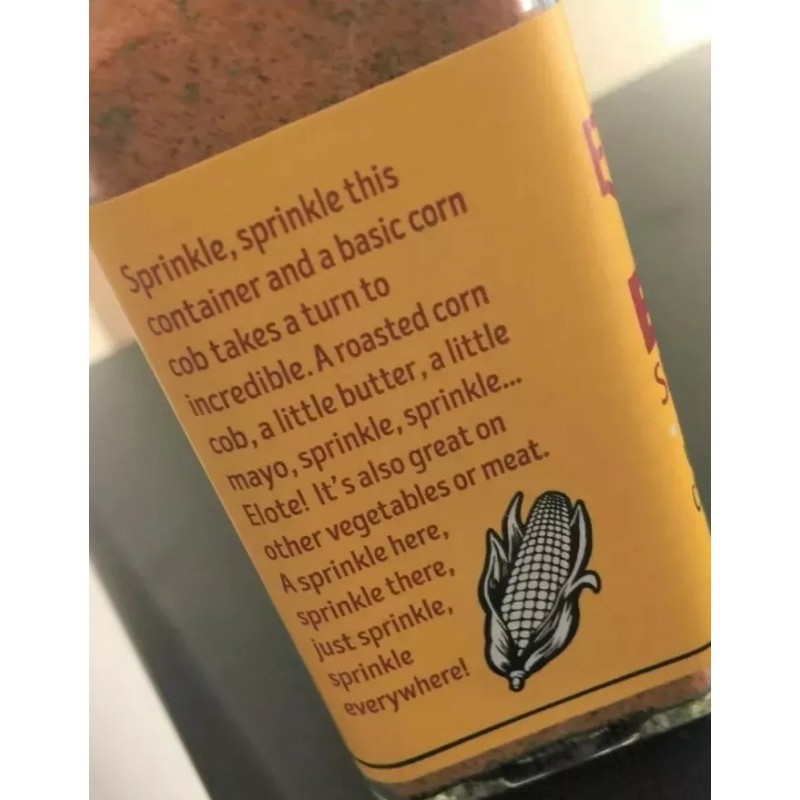 Sprinkle, sprinkle this
container and a basic corn
cob takes a turn to
incredible. A roasted corn
cob, a little butter, a little
mayo, sprinkle, sprinkle...
Elote! It's also great on
other vegetables or meat.
A sprinkle here,
sprinkle there,
just sprinkle,
sprinkle
everywhere!